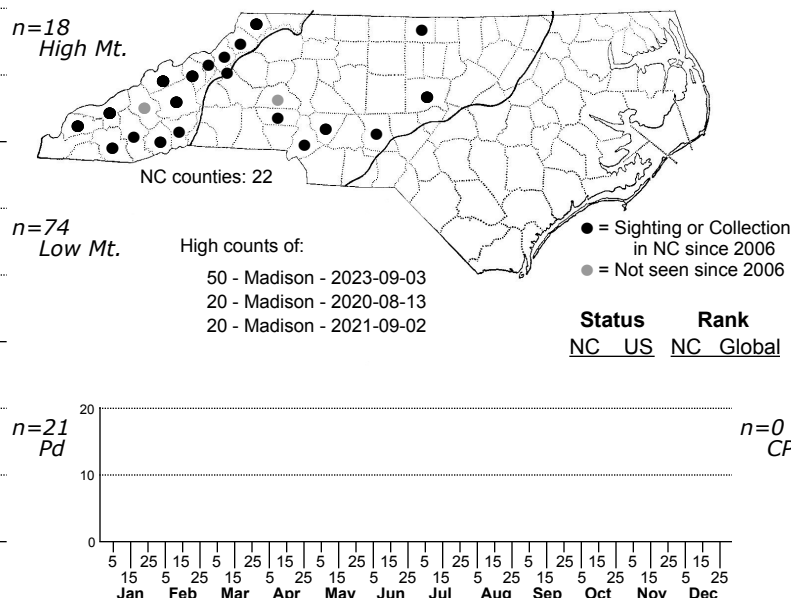 n=18
High Mt.
NC counties: 22
n=74
Low Mt.
High counts of:
50 - Madison - 2023-09-03
20 - Madison - 2020-08-13
20 - Madison - 2021-09-02
= Sighting or Collection
in NC since 2006
= Not seen since 2006
Status Rank
NC US NC Global
n=21
Pd
20
10
0
n=0
CP
5 25 15 5 25 15 5 25 15 5 25 15 5 25 15 5 25 15
15 5 25 15 5 25 15 5 25 15 5 25 15 5 25 15 5 25
Jan Feb Mar Apr May Jun Jul Aug Sep Oct Nov Dec